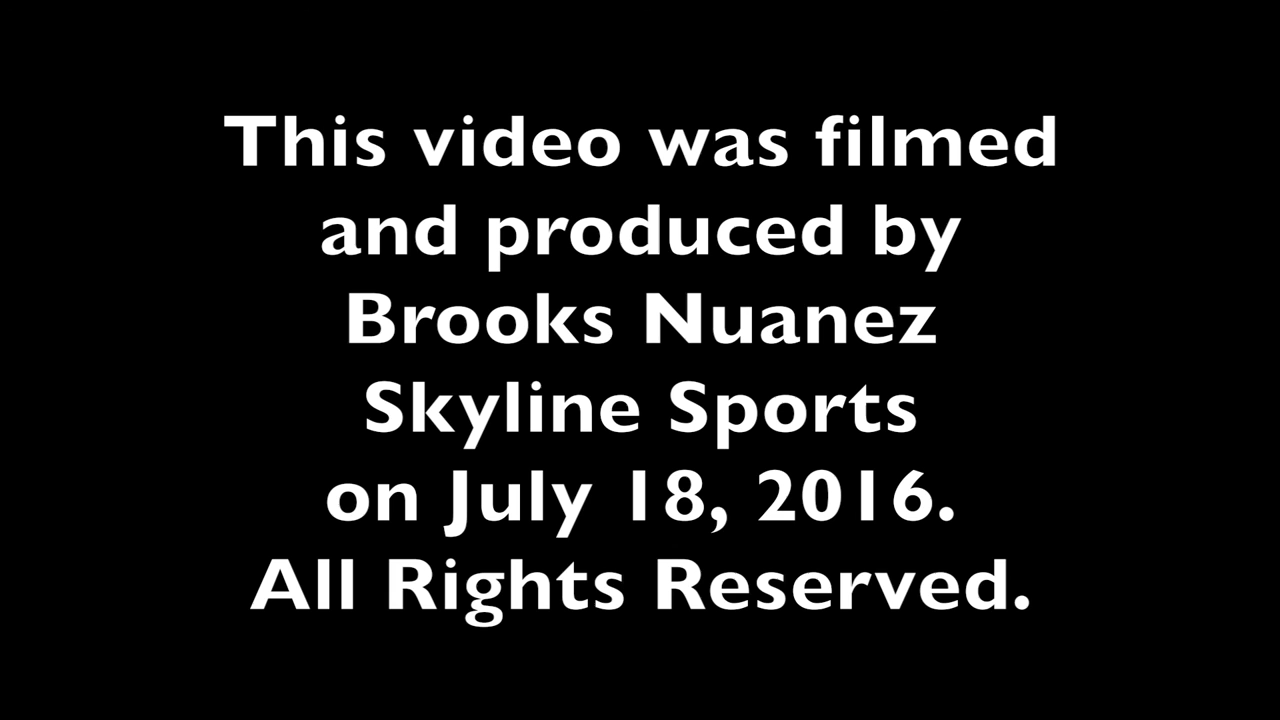 This video was filmed
and produced by
Brooks Nuanez
Skyline Sports
on July 18, 2016.
All Rights Reserved.